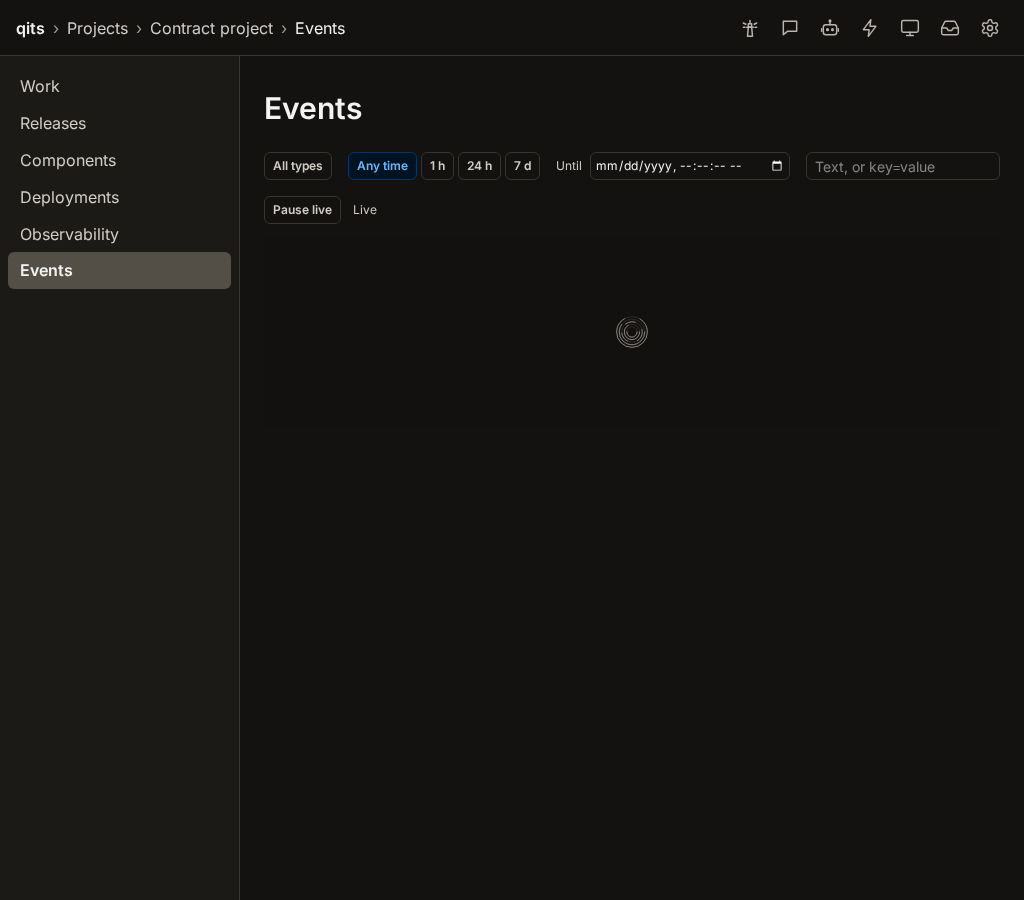 qits › Projects › Contract project › Events
Work
Releases
Components
Deployments
Observability
Events
Events
All types Any time 1 h 24 h 7 d Until mm/dd/yyyy, --:--:-- -- Text, or key=value
Pause live Live